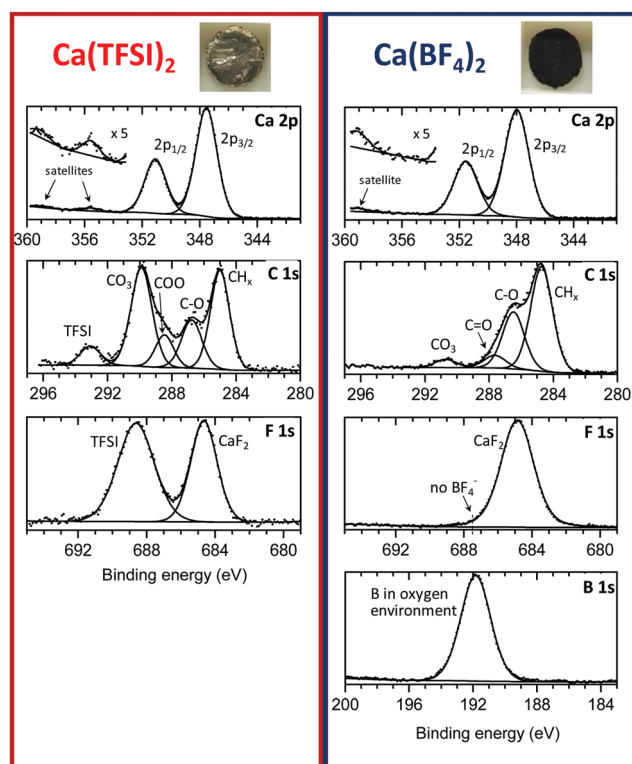 Ca(TFSI)2
Ca 2p
x 5
2p1/2
2p3/2
satellites
360 356 352 348 344
C 1s
CO3
COO
C-O
CHx
TFSI
296 292 288 284 280
F 1s
TFSI
CaF2
692 688 684 680
Binding energy (eV)
Ca(BF4)2
Ca 2p
x 5
2p1/2
2p3/2
satellite
360 356 352 348 344
C 1s
C-O
CHx
C=O
CO3
296 292 288 284 280
F 1s
CaF2
no BF4-
692 688 684 680
B 1s
B in oxygen
environment
200 196 192 188 184
Binding energy (eV)